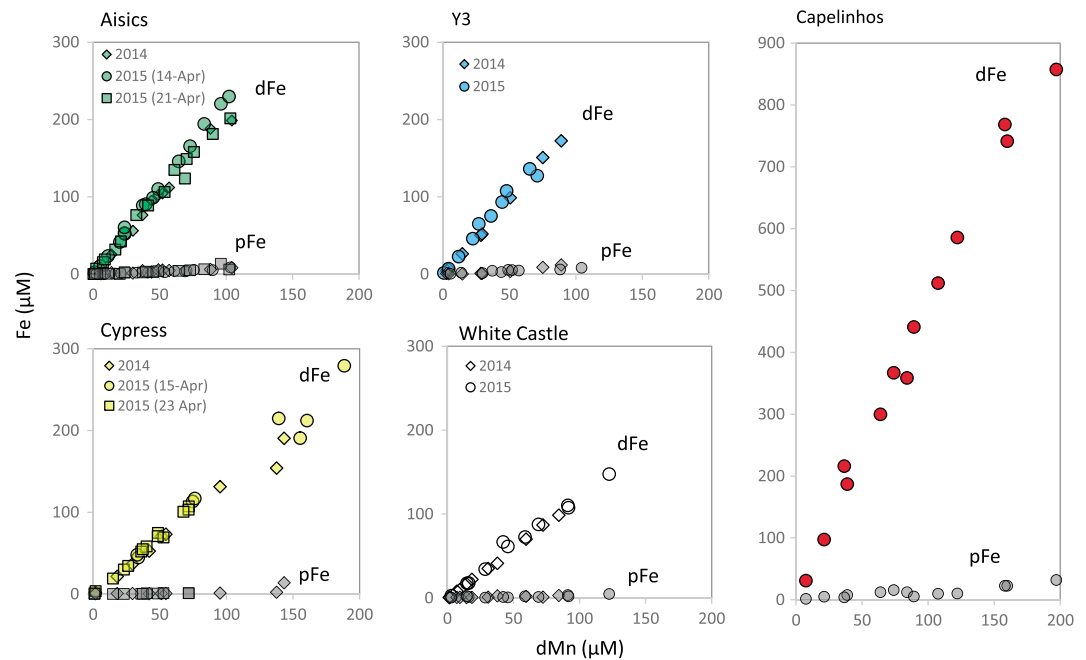 Aisics
300
200
100
0
0 50 100 150 200
2014
2015 (14-Apr)
2015 (21-Apr)
dFe
pFe
Y3
300
200
100
0
0 50 100 150 200
2014
2015
dFe
pFe
Capelinhos
900
800
700
600
500
400
300
200
100
0
0 50 100 150 200
dFe
pFe
Fe (µM)
Cypress
300
200
100
0
0 50 100 150 200
2014
2015 (15-Apr)
2015 (23 Apr)
dFe
pFe
White Castle
300
200
100
0
0 50 100 150 200
2014
2015
dFe
pFe
dMn (µM)